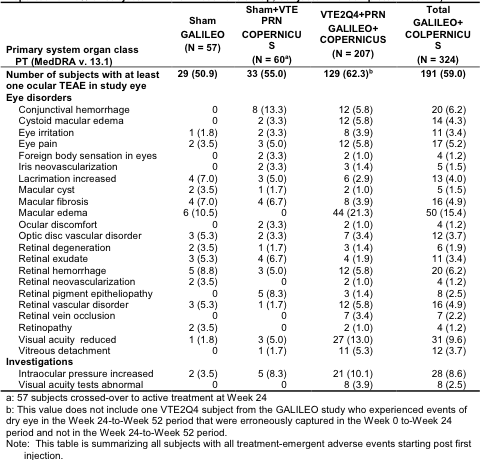 Primary system organ class
PT (MedDRA v. 13.1)
Sham
GALILEO
(N = 57)
Sham+VTE
PRN
COPERNICU
S
(N = 60a)
VTE2Q4+PRN
GALILEO+
COPERNICUS
(N = 207)
Total
GALILEO+
COLPERNICU
S
(N = 324)
Number of subjects with at least one ocular TEAE in study eye 29 (50.9) 33 (55.0) 129 (62.3)b 191 (59.0)
Eye disorders
Conjunctival hemorrhage 0 8 (13.3) 12 (5.8) 20 (6.2)
Cystoid macular edema 0 2 (3.3) 12 (5.8) 14 (4.3)
Eye irritation 1 (1.8) 2 (3.3) 8 (3.9) 11 (3.4)
Eye pain 2 (3.5) 3 (5.0) 12 (5.8) 17 (5.2)
Foreign body sensation in eyes 0 2 (3.3) 2 (1.0) 4 (1.2)
Iris neovascularization 0 2 (3.3) 3 (1.4) 5 (1.5)
Lacrimation increased 4 (7.0) 3 (5.0) 6 (2.9) 13 (4.0)
Macular cyst 2 (3.5) 1 (1.7) 2 (1.0) 5 (1.5)
Macular fibrosis 4 (7.0) 4 (6.7) 8 (3.9) 16 (4.9)
Macular edema 6 (10.5) 0 44 (21.3) 50 (15.4)
Ocular discomfort 0 2 (3.3) 2 (1.0) 4 (1.2)
Optic disc vascular disorder 3 (5.3) 2 (3.3) 7 (3.4) 12 (3.7)
Retinal degeneration 2 (3.5) 1 (1.7) 3 (1.4) 6 (1.9)
Retinal exudate 3 (5.3) 4 (6.7) 4 (1.9) 11 (3.4)
Retinal hemorrhage 5 (8.8) 3 (5.0) 12 (5.8) 20 (6.2)
Retinal neovascularization 2 (3.5) 0 2 (1.0) 4 (1.2)
Retinal pigment epitheliopathy 0 5 (8.3) 3 (1.4) 8 (2.5)
Retinal vascular disorder 3 (5.3) 1 (1.7) 12 (5.8) 16 (4.9)
Retinal vein occlusion 0 0 7 (3.4) 7 (2.2)
Retinopathy 2 (3.5) 0 2 (1.0) 4 (1.2)
Visual acuity reduced 1 (1.8) 3 (5.0) 27 (13.0) 31 (9.6)
Vitreous detachment 0 1 (1.7) 11 (5.3) 12 (3.7)
Investigations
Intraocular pressure increased 2 (3.5) 5 (8.3) 21 (10.1) 28 (8.6)
Visual acuity tests abnormal 0 0 8 (3.9) 8 (2.5)
a: 57 subjects crossed-over to active treatment at Week 24
b: This value does not include one VTE2Q4 subject from the GALILEO study who experienced events of
dry eye in the Week 24-to-Week 52 period that were erroneously captured in the Week 0-to-Week 24
period and not in the Week 24-to-Week 52 period.
Note: This table is summarizing all subjects with all treatment-emergent adverse events starting post first
injection.